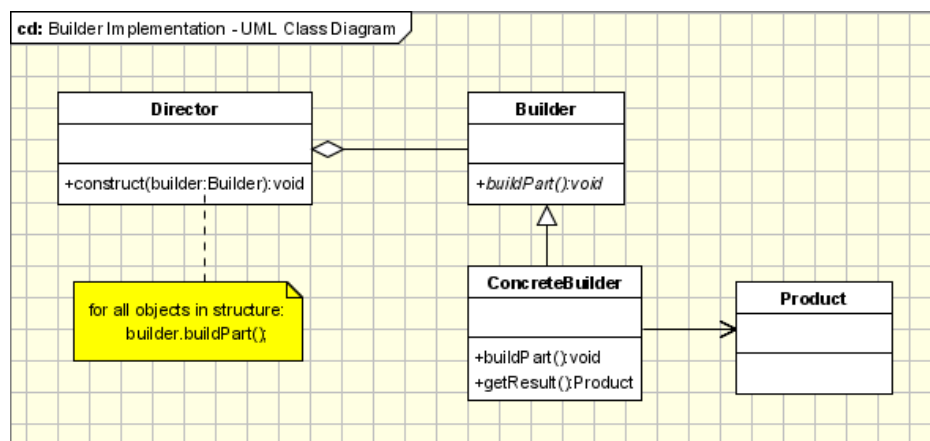 cd: Builder Implementation - UML Class Diagram
Director
+construct(builder:Builder):void
Builder
+buildPart():void
for all objects in structure:
builder.buildPart();
ConcreteBuilder
+buildPart():void
+getResult():Product
Product